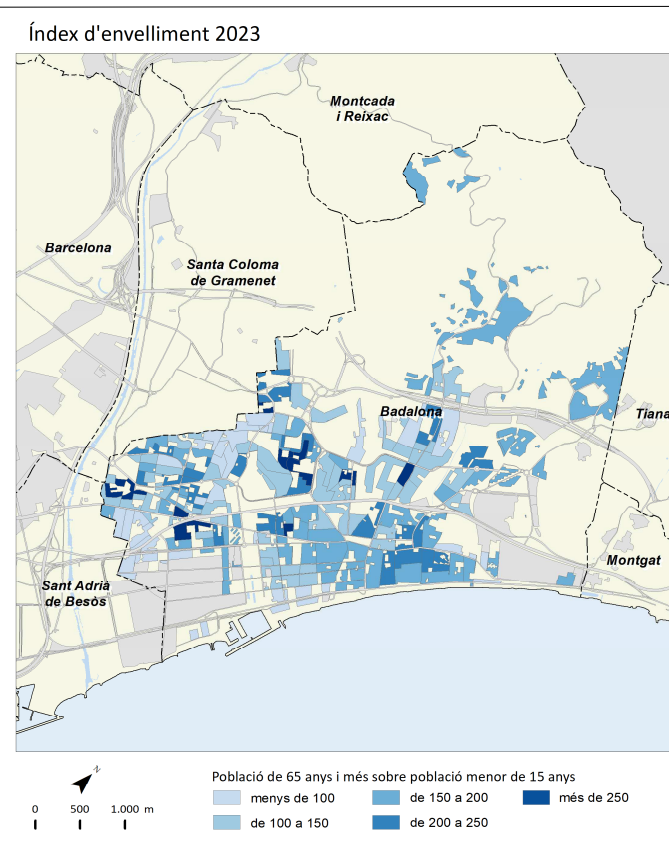 Índex d'envelliment 2023
Montcada
i Reixac
Barcelona
Santa Coloma
de Gramenet
Badalona
Tiana
Montgat
Sant Adrià
de Besòs
N
0 500 1.000 m
Població de 65 anys i més sobre població menor de 15 anys
menys de 100
de 150 a 200
més de 250
de 100 a 150
de 200 a 250